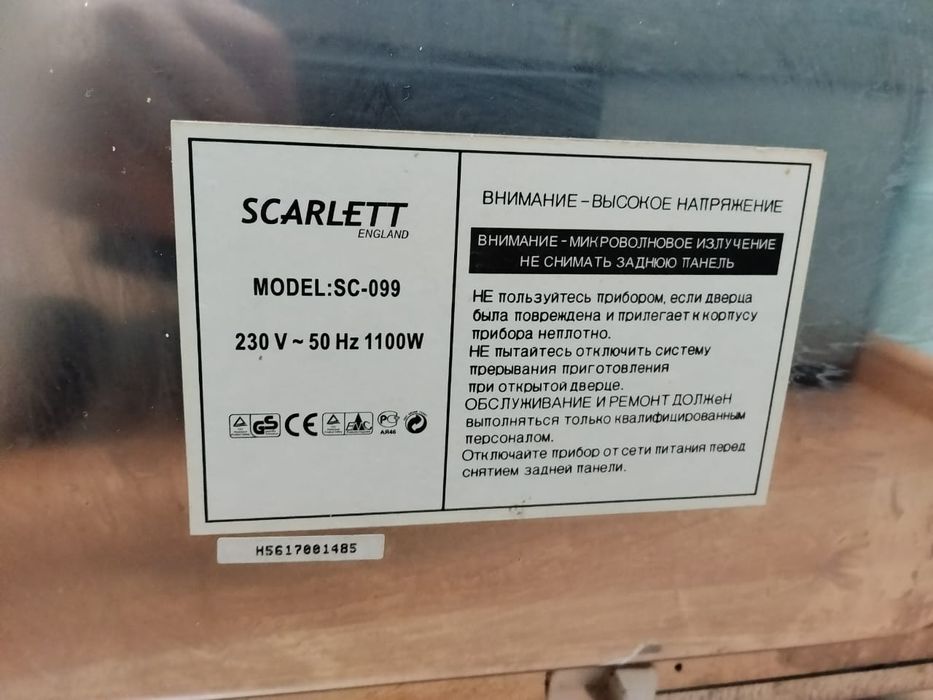 SCARLETT
ENGLAND
MODEL:SC-099
230 V ~ 50 Hz 1100W
GS CE EMC PC
АЯ46
ВНИМАНИЕ – ВЫСОКОЕ НАПРЯЖЕНИЕ
ВНИМАНИЕ - МИКРОВОЛНОВОЕ ИЗЛУЧЕНИЕ
НЕ СНИМАТЬ ЗАДНЮЮ ПАНЕЛЬ
НЕ пользуйтесь прибором, если дверца
была повреждена и прилегает к корпусу
прибора неплотно.
НЕ пытайтесь отключить систему
прерывания приготовления
при открытой дверце.
ОБСЛУЖИВАНИЕ И РЕМОНТ ДОЛЖеН
выполняться только квалифицированным
персоналом.
Отключайте прибор от сети питания перед
снятием задней панели.
H5617001485